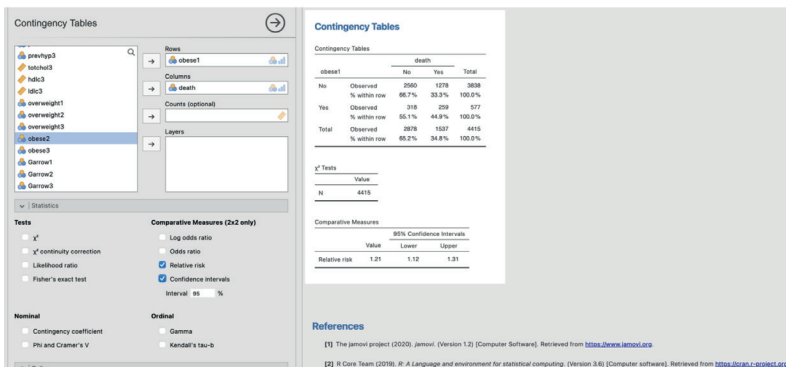 Contingency Tables
prevhyp3
totchol3
hdlc3
ldlc3
overweight1
overweight2
overweight3
obese2
obese3
Garrow1
Garrow2
Garrow3
Rows
obese1
Columns
death
Counts (optional)
Layers
Statistics
Tests
χ²
χ² continuity correction
Likelihood ratio
Fisher's exact test
Comparative Measures (2x2 only)
Log odds ratio
Odds ratio
Relative risk
Confidence intervals
Interval 95 %
Nominal
Contingency coefficient
Phi and Cramer's V
Ordinal
Gamma
Kendall's tau-b
Contingency Tables
Contingency Tables
death
obese1 No Yes Total
No Observed 2560 1278 3838
% within row 66.7% 33.3% 100.0%
Yes Observed 318 259 577
% within row 55.1% 44.9% 100.0%
Total Observed 2878 1537 4415
% within row 65.2% 34.8% 100.0%
χ² Tests
Value
N 4415
Comparative Measures
95% Confidence Intervals
Value Lower Upper
Relative risk 1.21 1.12 1.31
References
[1] The jamovi project (2020). jamovi. (Version 1.2) [Computer Software]. Retrieved from https://www.jamovi.org.
[2] R Core Team (2019). R: A Language and environment for statistical computing. (Version 3.6) [Computer software]. Retrieved from https://cran.r-project.org